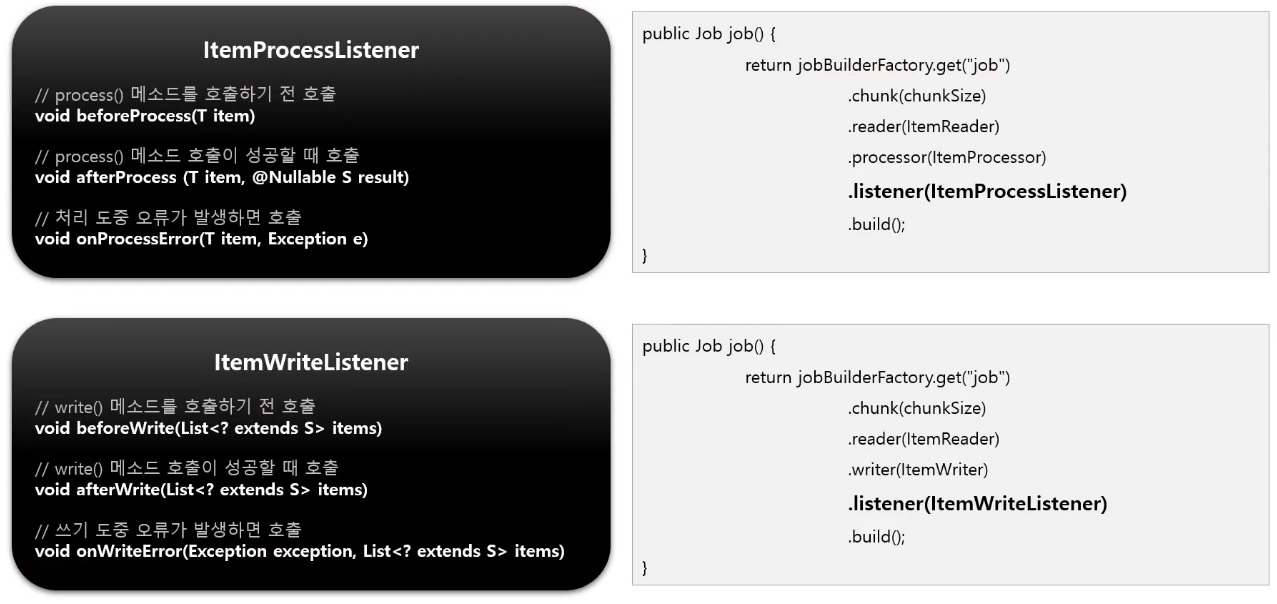 ItemProcessListener
// process() 메소드를 호출하기 전 호출
void beforeProcess(T item)
// process() 메소드 호출이 성공할 때 호출
void afterProcess (T item, @Nullable S result)
// 처리 도중 오류가 발생하면 호출
void onProcessError(T item, Exception e)
public Job job() {
return jobBuilderFactory.get("job")
.chunk(chunkSize)
.reader(ItemReader)
.processor(ItemProcessor)
.listener(ItemProcessListener)
.build();
}
ItemWriteListener
// write() 메소드를 호출하기 전 호출
void beforeWrite(List<? extends S> items)
// write() 메소드 호출이 성공할 때 호출
void afterWrite(List<? extends S> items)
// 쓰기 도중 오류가 발생하면 호출
void onWriteError(Exception exception, List<? extends S> items)
public Job job() {
return jobBuilderFactory.get("job")
.chunk(chunkSize)
.reader(ItemReader)
.writer(ItemWriter)
.listener(ItemWriteListener)
.build();
}